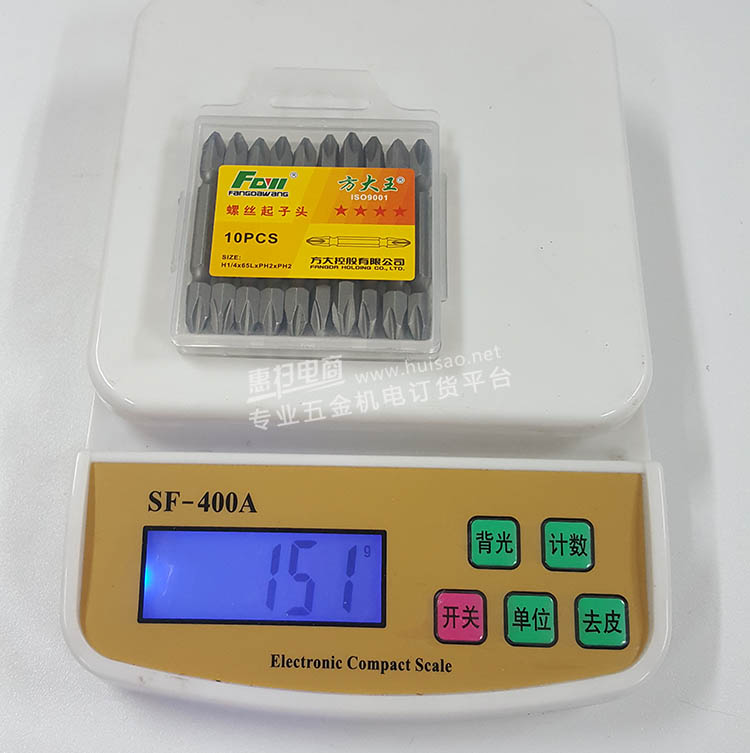 FDW®
FANGDAWANG
方大王®
ISO9001
螺丝起子头
★★★★
10PCS
SIZE:
H1/4x65LxPH2xPH2
方大控股有限公司
FANGDA HOLDING CO.,LTD.
惠扫电商 www.huisao.net
专业五金机电订货平台
SF-400A
151 g
背光
计数
开关
单位
去皮
Electronic Compact Scale